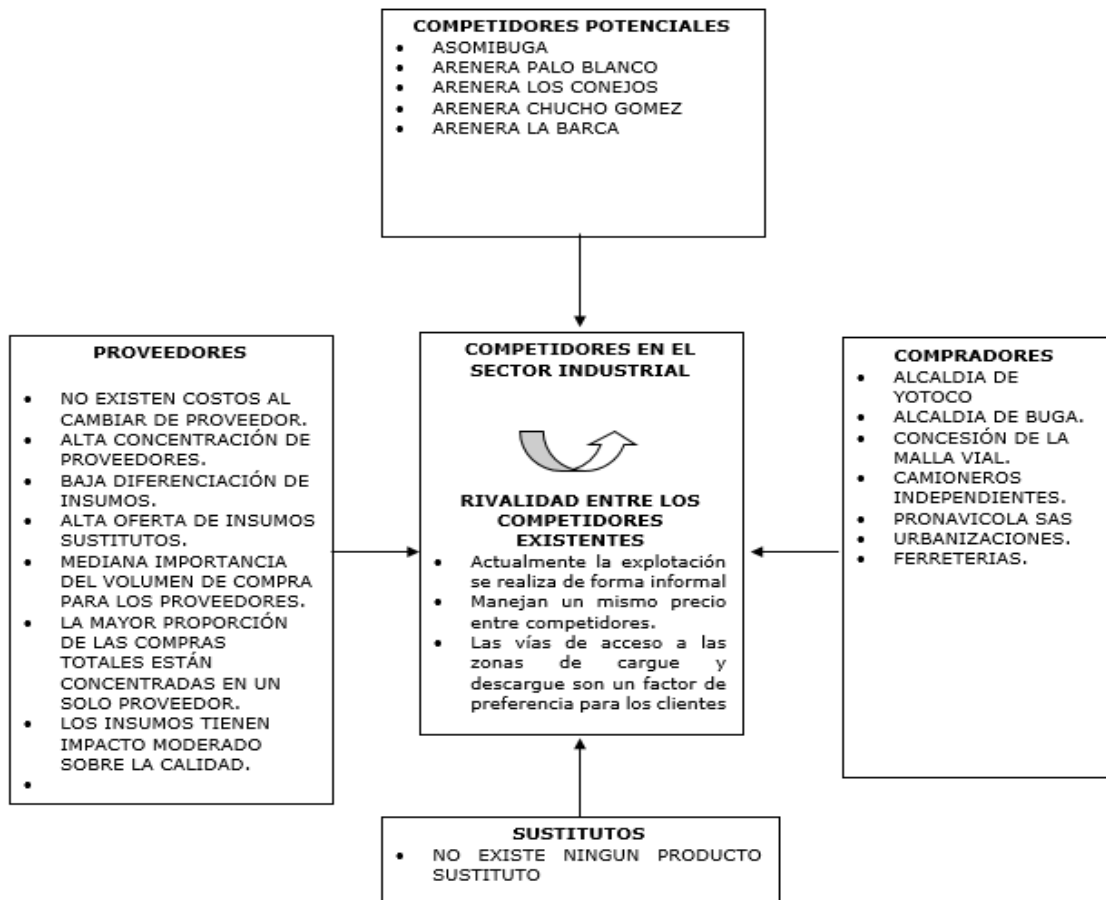 COMPETIDORES POTENCIALES
• ASOMIBUGA
• ARENERA PALO BLANCO
• ARENERA LOS CONEJOS
• ARENERA CHUCHO GOMEZ
• ARENERA LA BARCA
PROVEEDORES
• NO EXISTEN COSTOS AL
CAMBIAR DE PROVEEDOR.
• ALTA CONCENTRACIÓN DE
PROVEEDORES.
• BAJA DIFERENCIACIÓN DE
INSUMOS.
• ALTA OFERTA DE INSUMOS
SUSTITUTOS.
• MEDIANA IMPORTANCIA
DEL VOLUMEN DE COMPRA
PARA LOS PROVEEDORES.
• LA MAYOR PROPORCIÓN
DE LAS COMPRAS
TOTALES ESTÁN
CONCENTRADAS EN UN
SOLO PROVEEDOR.
• LOS INSUMOS TIENEN
IMPACTO MODERADO
SOBRE LA CALIDAD.
•
COMPETIDORES EN EL
SECTOR INDUSTRIAL
RIVALIDAD ENTRE LOS
COMPETIDORES
EXISTENTES
• Actualmente la explotación
se realiza de forma informal
• Manejan un mismo precio
entre competidores.
• Las vías de acceso a las
zonas de cargue y
descargue son un factor de
preferencia para los clientes
COMPRADORES
• ALCALDIA DE
YOTOCO
• ALCALDIA DE BUGA.
• CONCESIÓN DE LA
MALLA VIAL.
• CAMIONEROS
INDEPENDIENTES.
• PRONAVICOLA SAS
• URBANIZACIONES.
• FERRETERIAS.
SUSTITUTOS
• NO EXISTE NINGUN PRODUCTO
SUSTITUTO